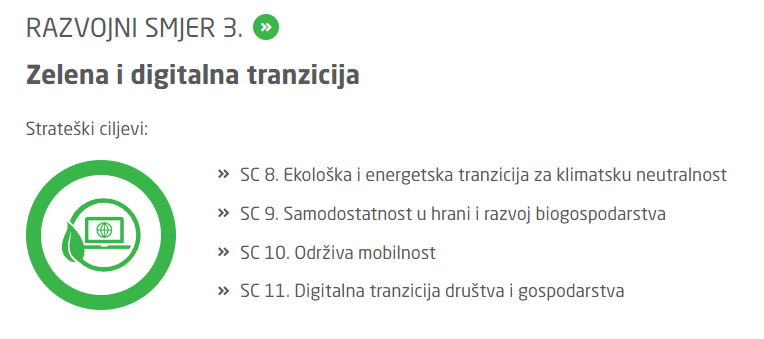 RAZVOJNI SMJER 3.
Zelena i digitalna tranzicija
Strateški ciljevi:
SC 8. Ekološka i energetska tranzicija za klimatsku neutralnost
SC 9. Samodostatnost u hrani i razvoj biogospodarstva
SC 10. Održiva mobilnost
SC 11. Digitalna tranzicija društva i gospodarstva